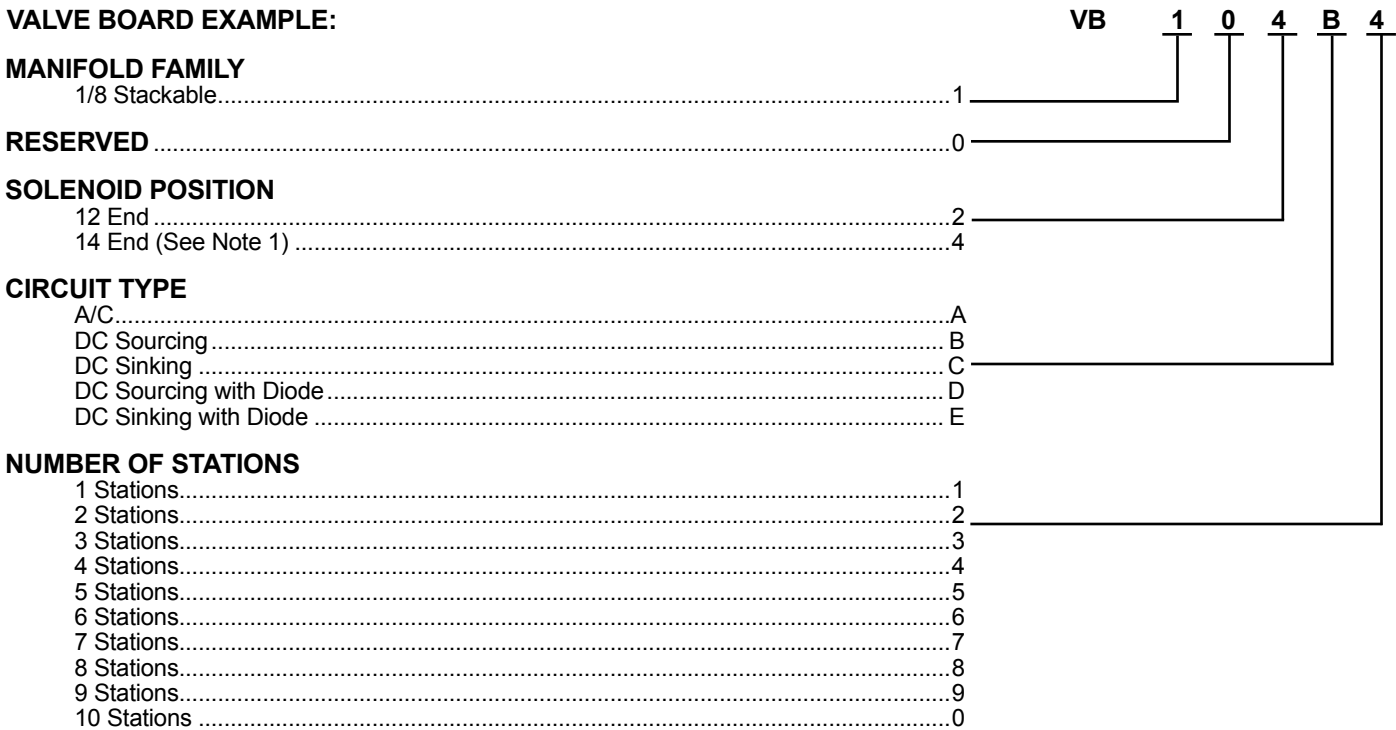 VALVE BOARD EXAMPLE: VB 1 0 4 B 4
MANIFOLD FAMILY
1/8 Stackable....................1
RESERVED....................0
SOLENOID POSITION
12 End....................2
14 End (See Note 1)....................4
CIRCUIT TYPE
A/C....................A
DC Sourcing....................B
DC Sinking....................C
DC Sourcing with Diode....................D
DC Sinking with Diode....................E
NUMBER OF STATIONS
1 Stations....................1
2 Stations....................2
3 Stations....................3
4 Stations....................4
5 Stations....................5
6 Stations....................6
7 Stations....................7
8 Stations....................8
9 Stations....................9
10 Stations....................0